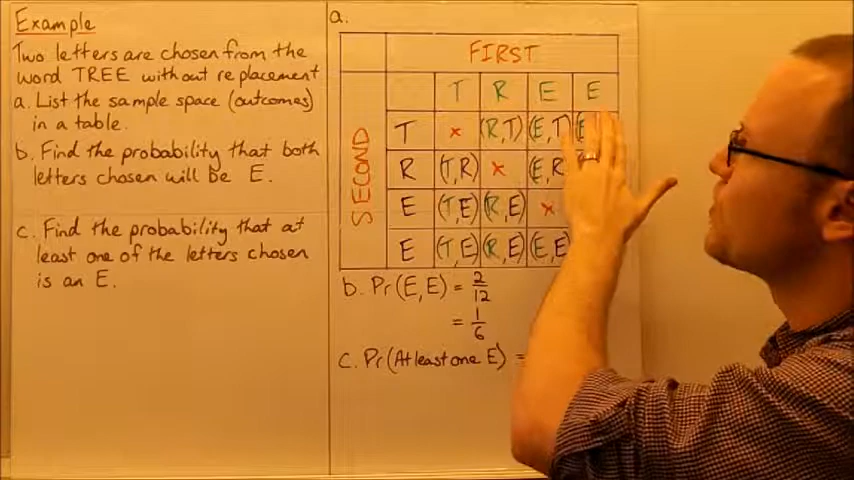 Example
Two letters are chosen from the
word TREE without replacement
a. List the sample space (outcomes)
in a table.
b. Find the probability that both
letters chosen will be E.
c. Find the probability that at
least one of the letters chosen
is an E.
a.
FIRST
T R E E
SECOND
T × (R,T) (E,T) (E
R (T,R) × (E,R
E (T,E) (R,E) ×
E (T,E) (R,E) (E,E)
b. Pr(E,E) = 2/12
= 1/6
c. Pr(At least one E) =